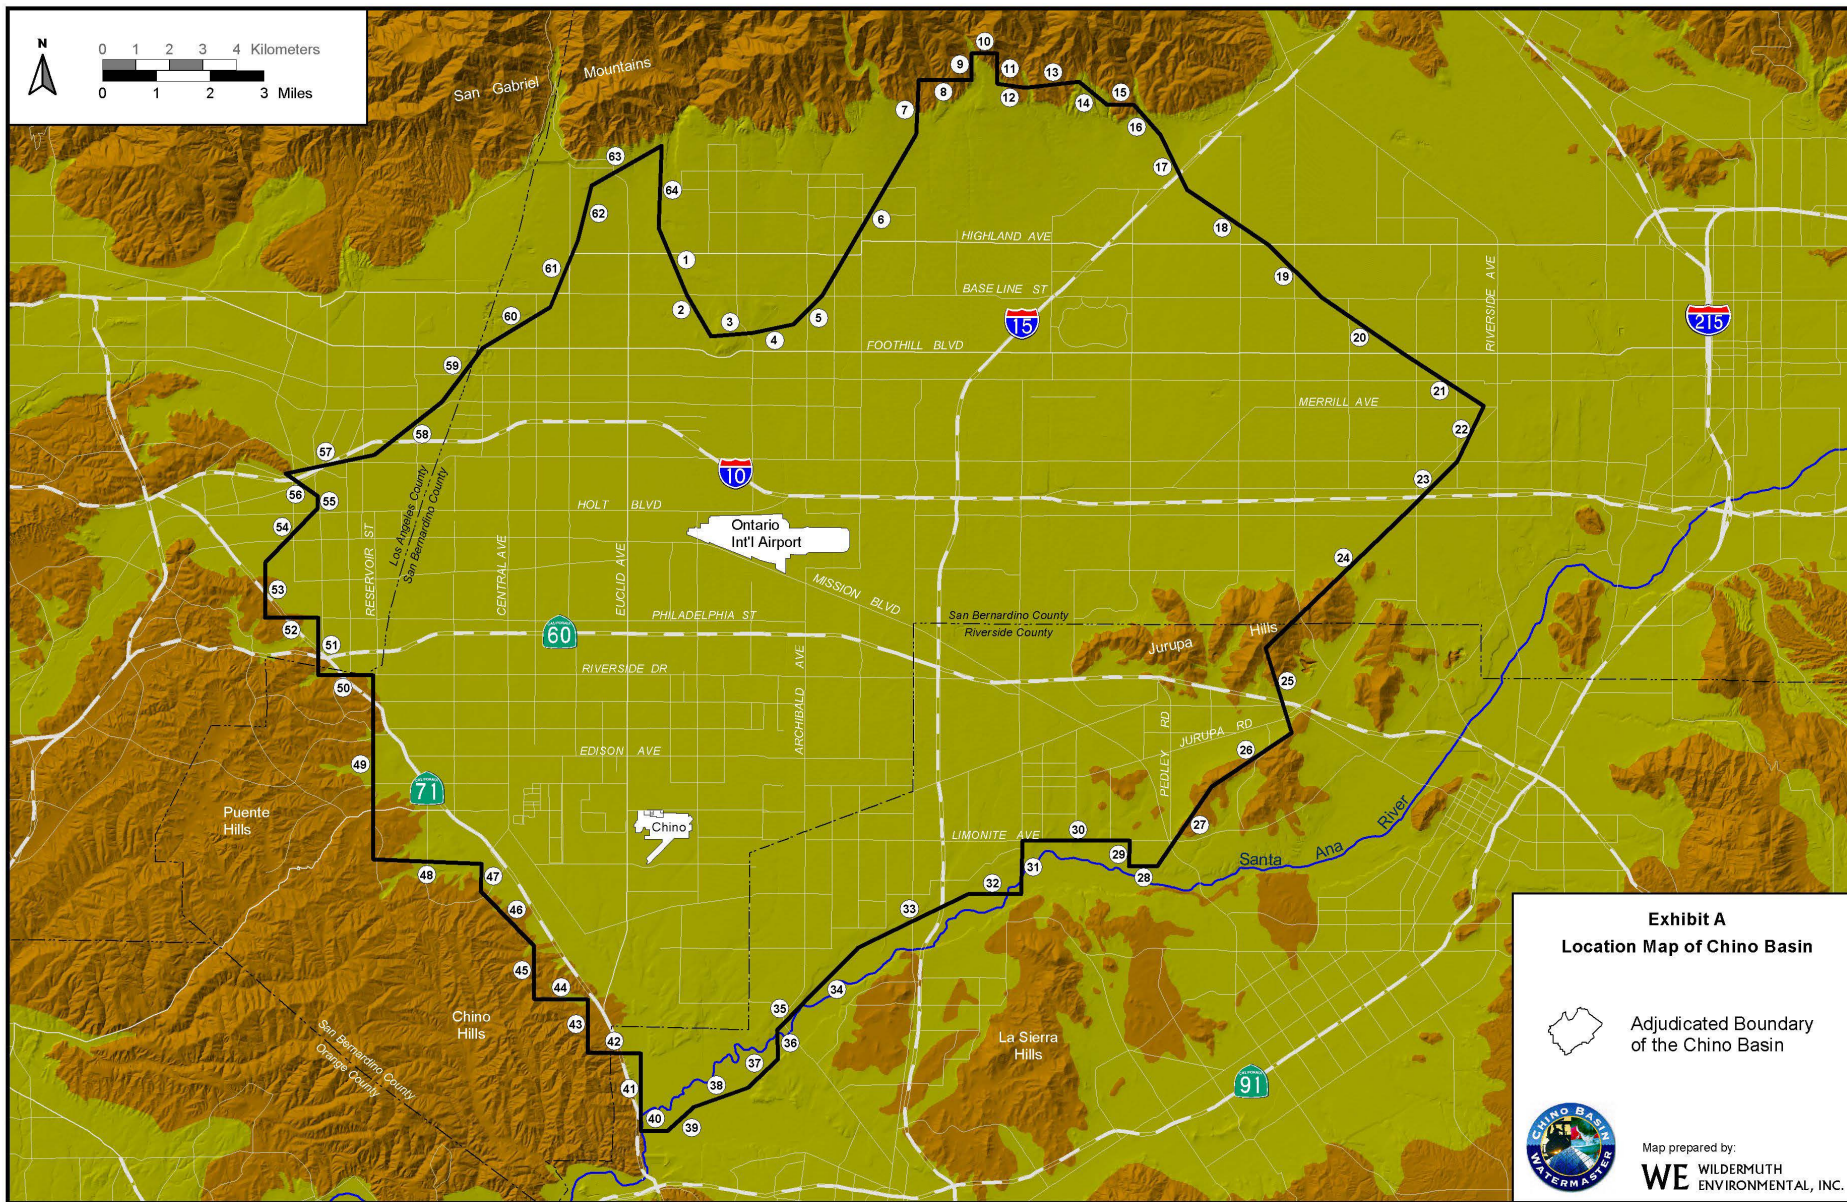 N
0 1 2 3 4 Kilometers
0 1 2 3 Miles
San Gabriel Mountains
10
9
11
13
8
12
15
14
7
16
63
17
64
62
6
18
HIGHLAND AVE
1
61
19
RIVERSIDE AVE
BASE LINE ST
2
60
3
5
15
215
4
20
FOOTHILL BLVD
59
21
MERRILL AVE
22
58
57
10
23
56
55
HOLT BLVD
54
Ontario
Int'l Airport
Los Angeles County
San Bernardino County
RESERVOIR ST
CENTRAL AVE
EUCLID AVE
24
53
MISSION BLVD
PHILADELPHIA ST
San Bernardino County
Riverside County
52
CALIFORNIA
60
Jurupa Hills
51
RIVERSIDE DR
ARCHIBALD AVE
50
25
PEDLEY RD
JURUPA RD
26
EDISON AVE
49
CALIFORNIA
71
Puente
Hills
Chino
27
River
LIMONITE AVE
30
29
Santa Ana
31
28
48
47
32
46
33
45
34
44
35
43
Chino
Hills
42
36
La Sierra
Hills
37
San Bernardino County
Orange County
41
38
CALIFORNIA
91
40
39
Exhibit A
Location Map of Chino Basin
Adjudicated Boundary
of the Chino Basin
CHINO BASIN
WATERMASTER
Map prepared by:
WE WILDERMUTH
ENVIRONMENTAL, INC.